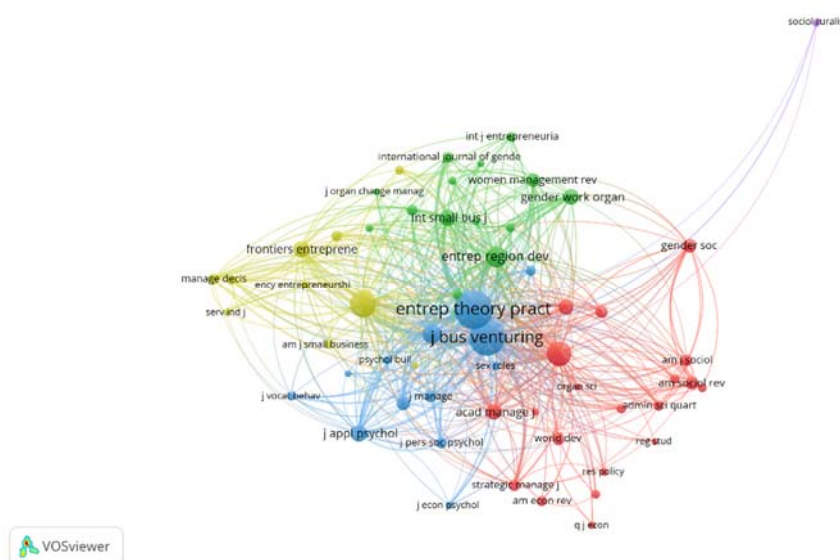 int j entrepreneuria
international journal of gende
women management rev
j organ change manag
gender work organ
int small bus j
gender soc
frontiers entreprene
entrep region dev
manage decis
ency entrepreneurshi
serv ind j
entrep theory pract
j bus venturing
am j small business
psychol bull
sex roles
am j sociol
organ sci
am sociol rev
j vocat behav
j manage
admin sci quart
acad manage j
j appl psychol
j pers soc psychol
world dev
reg stud
res policy
strategic manage j
am econ rev
j econ psychol
q j econ
VOSviewer